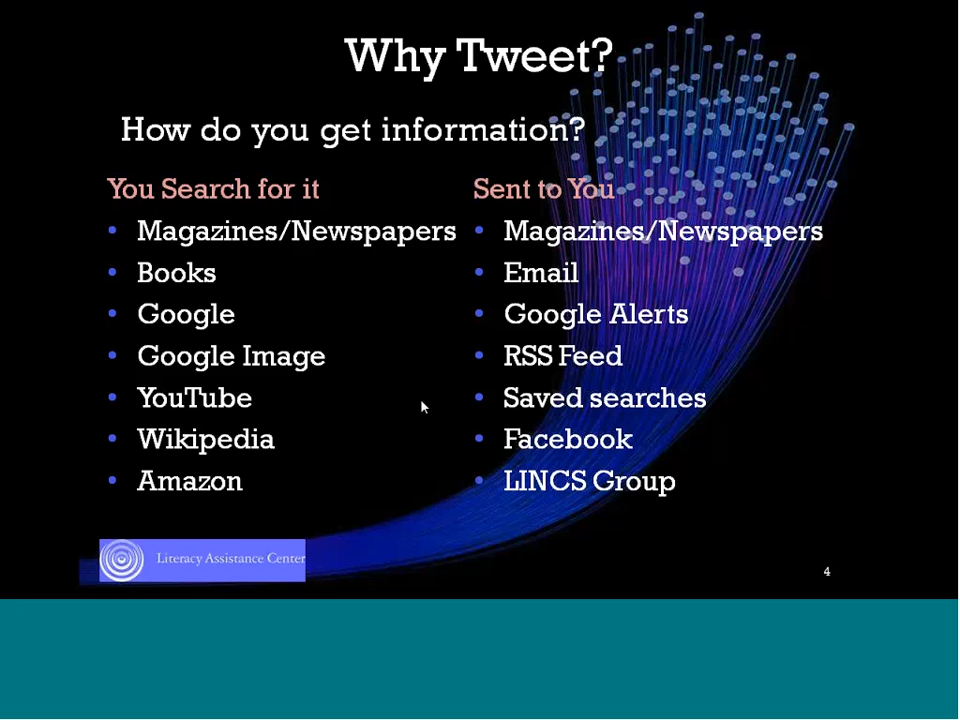 Why Tweet?
How do you get information?
You Search for it
• Magazines/Newspapers
• Books
• Google
• Google Image
• YouTube
• Wikipedia
• Amazon
Sent to You
• Magazines/Newspapers
• Email
• Google Alerts
• RSS Feed
• Saved searches
• Facebook
• LINCS Group
Literacy Assistance Center
4